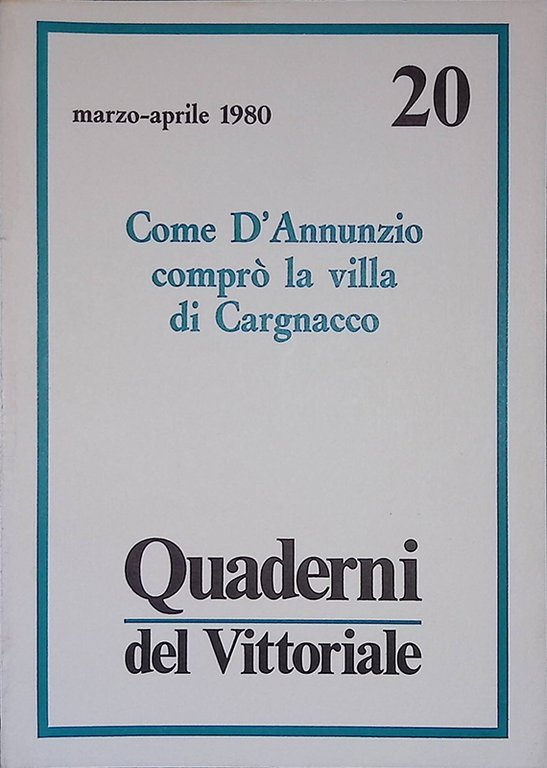 marzo-aprile 1980
20
Come D'Annunzio
comprò la villa
di Cargnacco
Quaderni
del Vittoriale